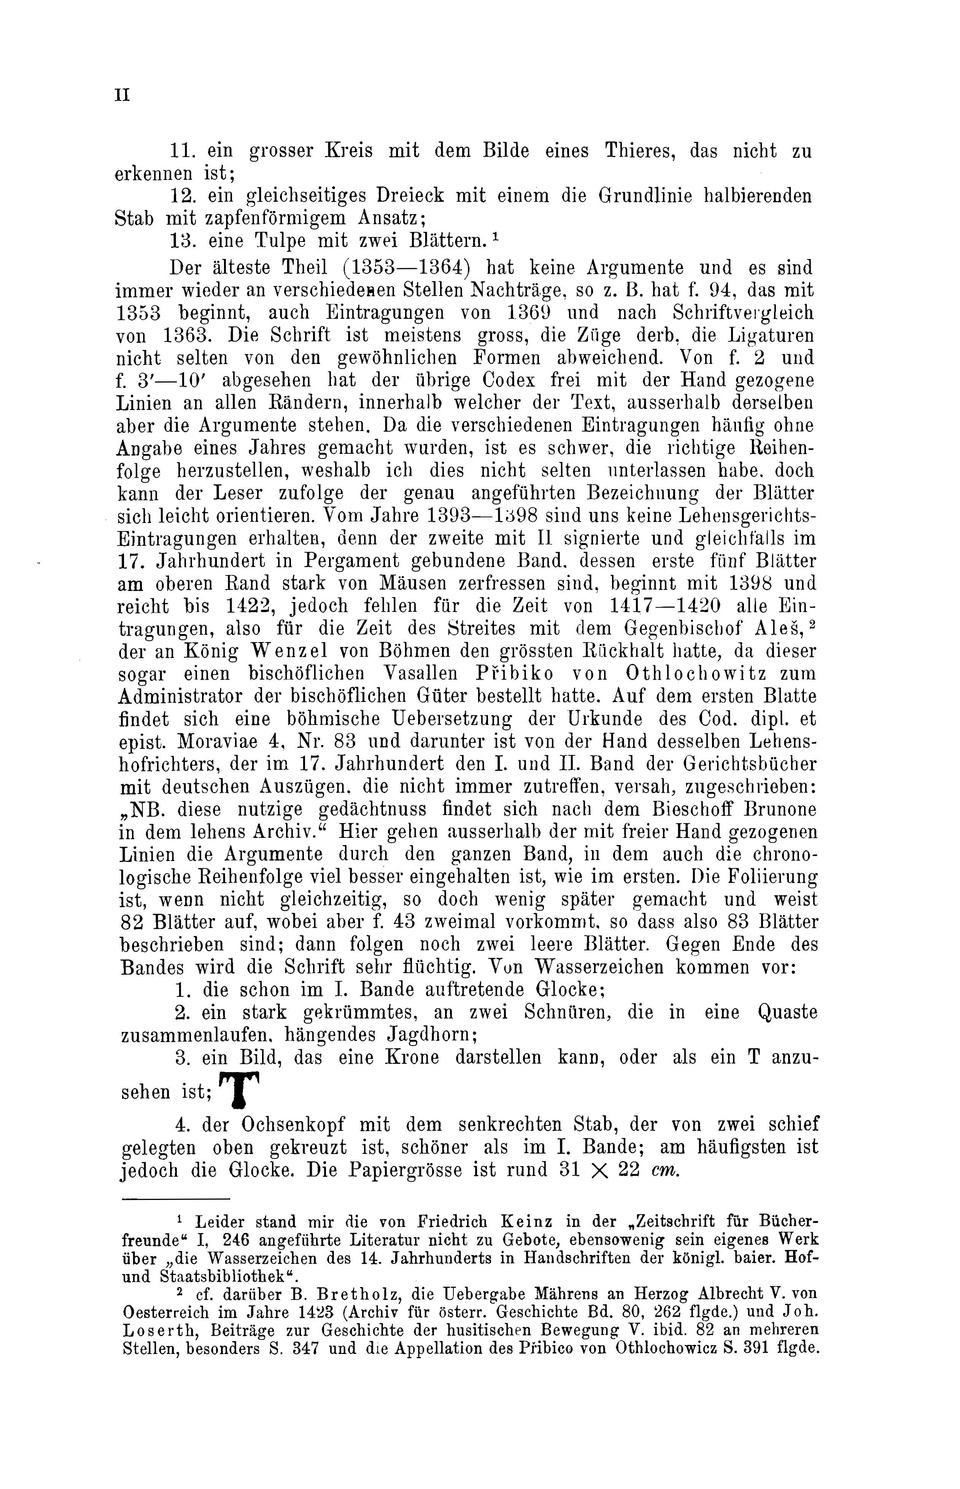 II
11. ein grosser Kreis mit dem Bilde eines Thieres, das nicht zu
erkennen ist;
12. ein gleichseitiges Dreieck mit einem die Grundlinie halbierenden
Stab mit zapfenförmigem Ansatz;
13. eine Tulpe mit zwei Blättern. ¹
Der älteste Theil (1353—1364) hat keine Argumente und es sind
immer wieder an verschiedenen Stellen Nachträge, so z. B. hat f. 94, das mit
1353 beginnt, auch Eintragungen von 1369 und nach Schriftvergleich
von 1363. Die Schrift ist meistens gross, die Züge derb, die Ligaturen
nicht selten von den gewöhnlichen Formen abweichend. Von f. 2 und
f. 3′—10′ abgesehen hat der übrige Codex frei mit der Hand gezogene
Linien an allen Rändern, innerhalb welcher der Text, ausserhalb derselben
aber die Argumente stehen. Da die verschiedenen Eintragungen häufig ohne
Angabe eines Jahres gemacht wurden, ist es schwer, die richtige Reihen-
folge herzustellen, weshalb ich dies nicht selten unterlassen habe. doch
kann der Leser zufolge der genau angeführten Bezeichnung der Blätter
sich leicht orientieren. Vom Jahre 1393—1398 sind uns keine Lehensgerichts-
Eintragungen erhalten, denn der zweite mit II signierte und gleichfalls im
17. Jahrhundert in Pergament gebundene Band, dessen erste fünf Blätter
am oberen Rand stark von Mäusen zerfressen sind, beginnt mit 1398 und
reicht bis 1422, jedoch fehlen für die Zeit von 1417—1420 alle Ein-
tragungen, also für die Zeit des Streites mit dem Gegenbischof Aleš, ²
der an König Wenzel von Böhmen den grössten Rückhalt hatte, da dieser
sogar einen bischöflichen Vasallen Přibiko von Othlochowitz zum
Administrator der bischöflichen Güter bestellt hatte. Auf dem ersten Blatte
findet sich eine böhmische Uebersetzung der Urkunde des Cod. dipl. et
epist. Moraviae 4, Nr. 83 und darunter ist von der Hand desselben Lehens-
hofrichters, der im 17. Jahrhundert den I. und II. Band der Gerichtsbücher
mit deutschen Auszügen, die nicht immer zutreffen, versah, zugeschrieben:
„NB. diese nutzige gedächtnuss findet sich nach dem Bieschoff Brunone
in dem lehens Archiv.“ Hier gehen ausserhalb der mit freier Hand gezogenen
Linien die Argumente durch den ganzen Band, in dem auch die chrono-
logische Reihenfolge viel besser eingehalten ist, wie im ersten. Die Foliierung
ist, wenn nicht gleichzeitig, so doch wenig später gemacht und weist
82 Blätter auf, wobei aber f. 43 zweimal vorkommt, so dass also 83 Blätter
beschrieben sind; dann folgen noch zwei leere Blätter. Gegen Ende des
Bandes wird die Schrift sehr flüchtig. Von Wasserzeichen kommen vor:
1. die schon im I. Bande auftretende Glocke;
2. ein stark gekrümmtes, an zwei Schnüren, die in eine Quaste
zusammenlaufen, hängendes Jagdhorn;
3. ein Bild, das eine Krone darstellen kann, oder als ein T anzu-
sehen ist; T
4. der Ochsenkopf mit dem senkrechten Stab, der von zwei schief
gelegten oben gekreuzt ist, schöner als im I. Bande; am häufigsten ist
jedoch die Glocke. Die Papiergrösse ist rund 31 × 22 cm.
¹ Leider stand mir die von Friedrich Keinz in der „Zeitschrift für Bücher-
freunde“ I, 246 angeführte Literatur nicht zu Gebote, ebensowenig sein eigenes Werk
über „die Wasserzeichen des 14. Jahrhunderts in Handschriften der königl. baier. Hof-
und Staatsbibliothek“.
² cf. darüber B. Bretholz, die Uebergabe Mährens an Herzog Albrecht V. von
Oesterreich im Jahre 1423 (Archiv für österr. Geschichte Bd. 80, 262 flgde.) und Joh.
Loserth, Beiträge zur Geschichte der husitischen Bewegung V. ibid. 82 an mehreren
Stellen, besonders S. 347 und die Appellation des Přibico von Othlochowicz S. 391 flgde.